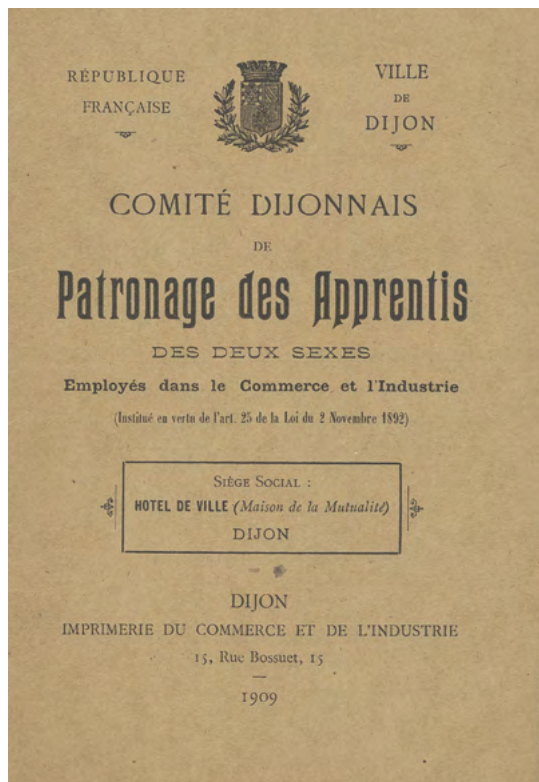 RÉPUBLIQUE
FRANÇAISE
VILLE
DE
DIJON
COMITÉ DIJONNAIS
DE
Patronage des Apprentis
DES DEUX SEXES
Employés dans le Commerce et l'Industrie
(Institué en vertu de l'art. 25 de la Loi du 2 Novembre 1892)
SIÈGE SOCIAL :
HOTEL DE VILLE (Maison de la Mutualité)
DIJON
DIJON
IMPRIMERIE DU COMMERCE ET DE L'INDUSTRIE
15, Rue Bossuet, 15
1909